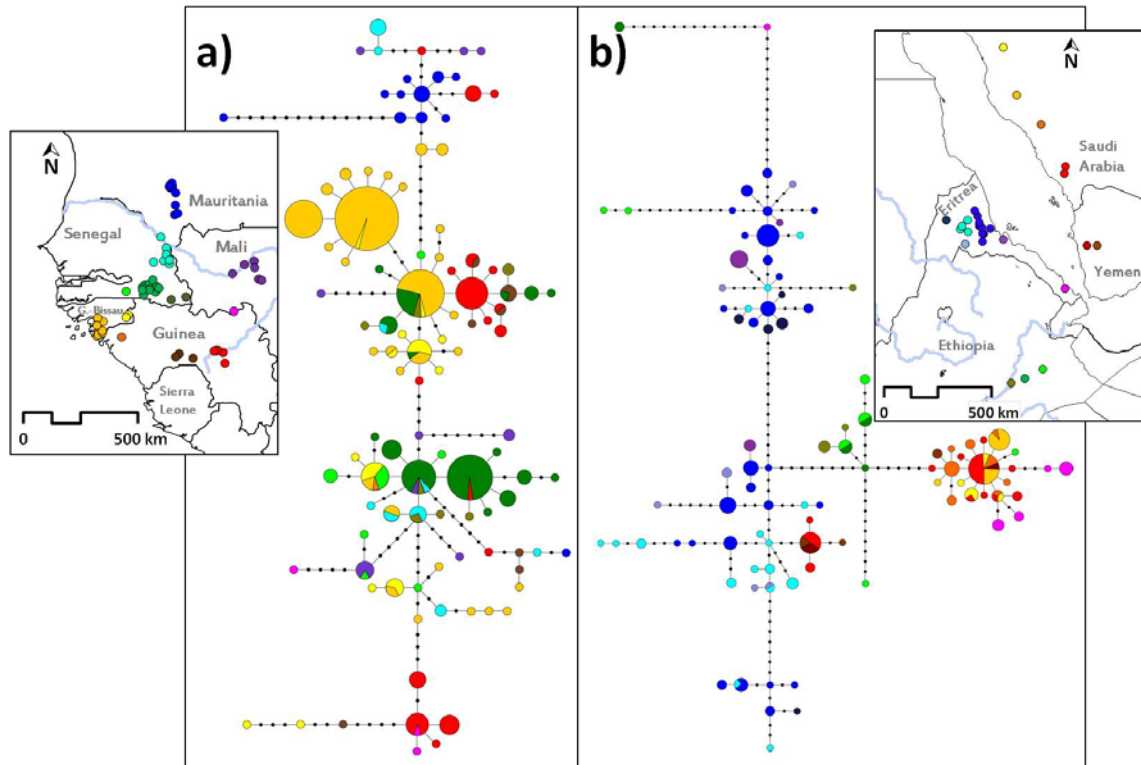 a)
b)
N
Mauritania
Senegal
Mali
G.-Bissau
Guinea
Sierra
Leone
0 500 km
N
Saudi
Arabia
Eritrea
Yemen
Ethiopia
0 500 km